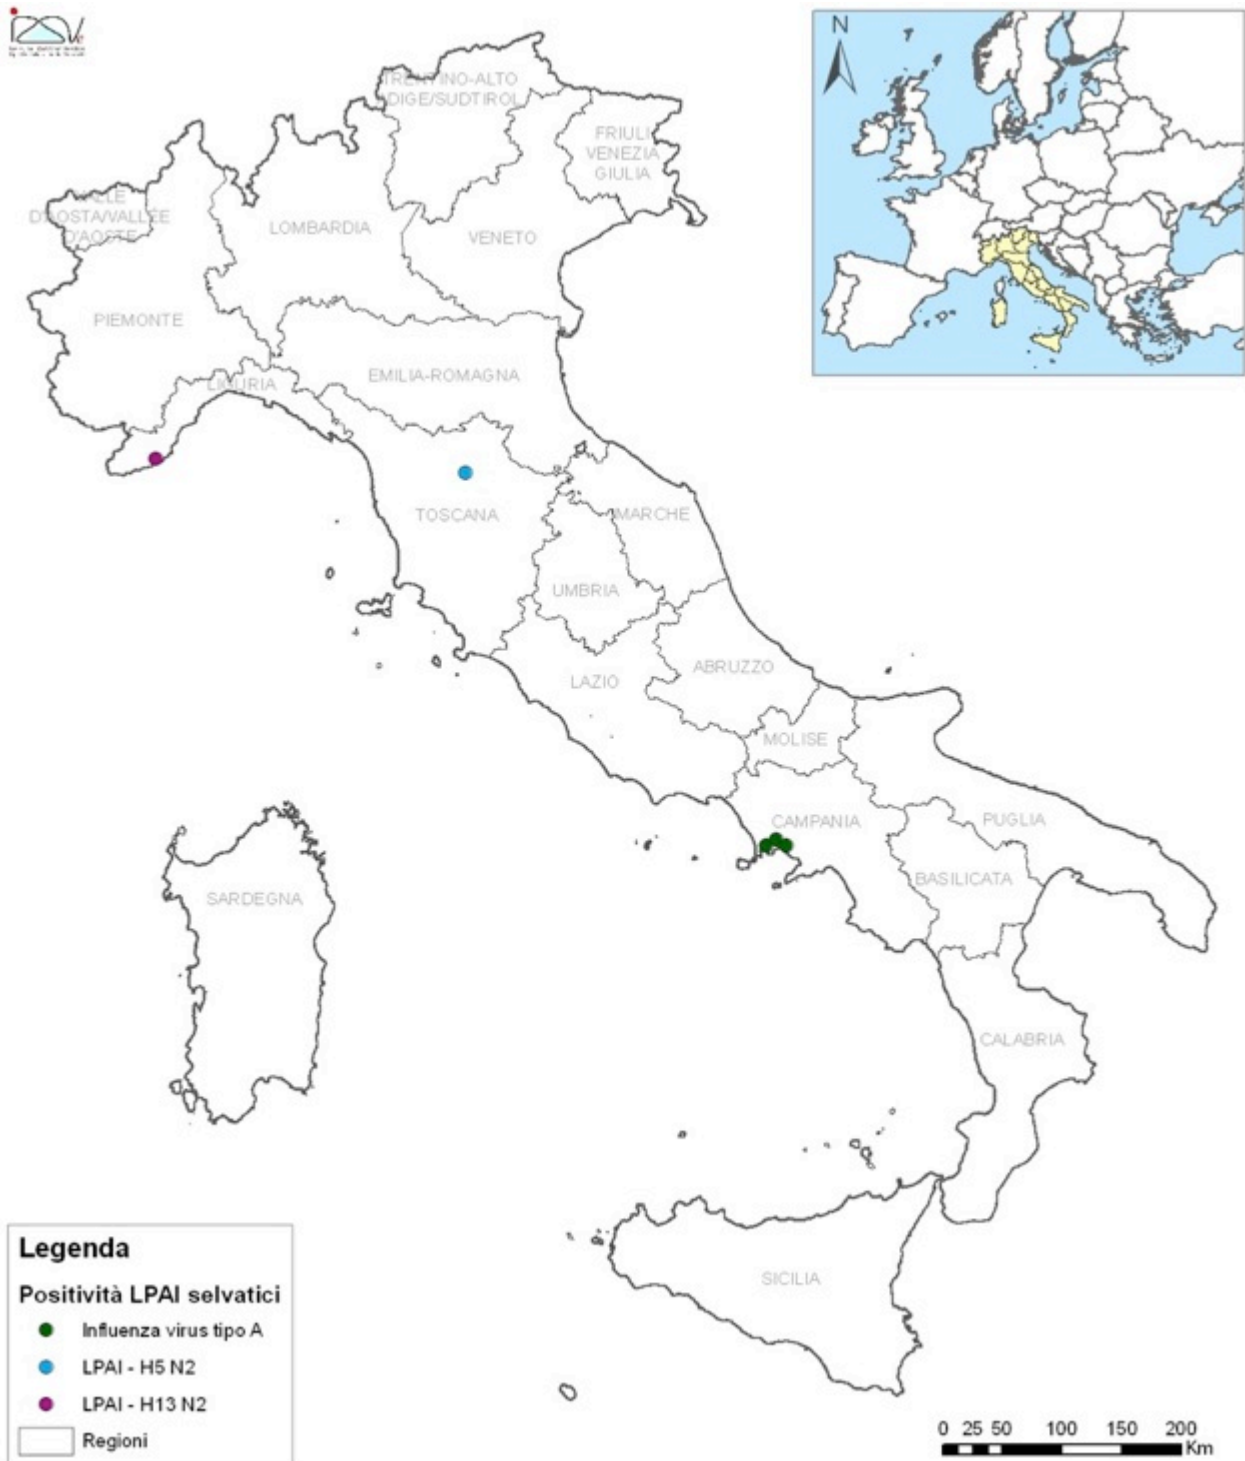 N
TRENTINO-ALTO
ADIGE/SUDTIROL
FRIULI
VENEZIA
GIULIA
VALLE
D'AOSTA/VALLÉE
D'AOSTE
LOMBARDIA
VENETO
PIEMONTE
LIGURIA
EMILIA-ROMAGNA
TOSCANA
MARCHE
UMBRIA
LAZIO
ABRUZZO
MOLISE
CAMPANIA
PUGLIA
BASILICATA
SARDEGNA
CALABRIA
SICILIA
Legenda
Positività LPAI selvatici
Influenza virus tipo A
LPAI - H5 N2
LPAI - H13 N2
Regioni
0 25 50 100 150 200
Km